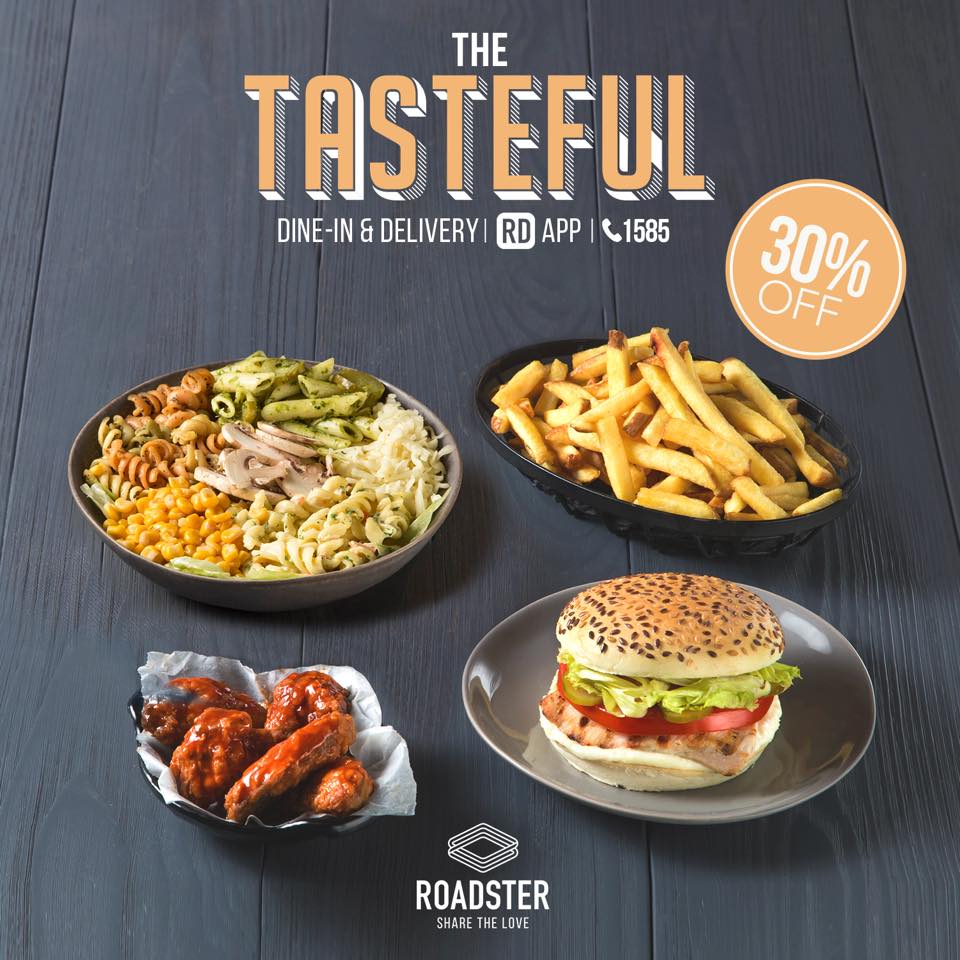 THE
TASTEFUL
DINE-IN & DELIVERY | RD APP | 1585
30%
OFF
ROADSTER
SHARE THE LOVE